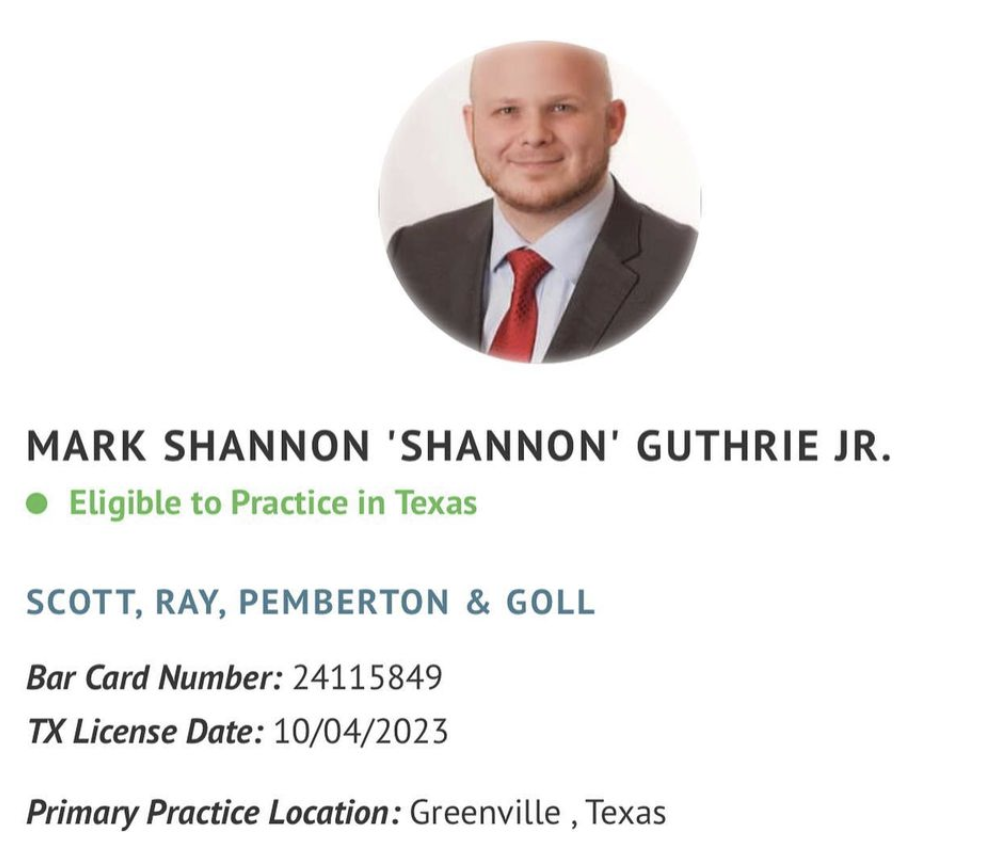 MARK SHANNON 'SHANNON' GUTHRIE JR.
Eligible to Practice in Texas
SCOTT, RAY, PEMBERTON & GOLL
Bar Card Number: 24115849
TX License Date: 10/04/2023
Primary Practice Location: Greenville , Texas